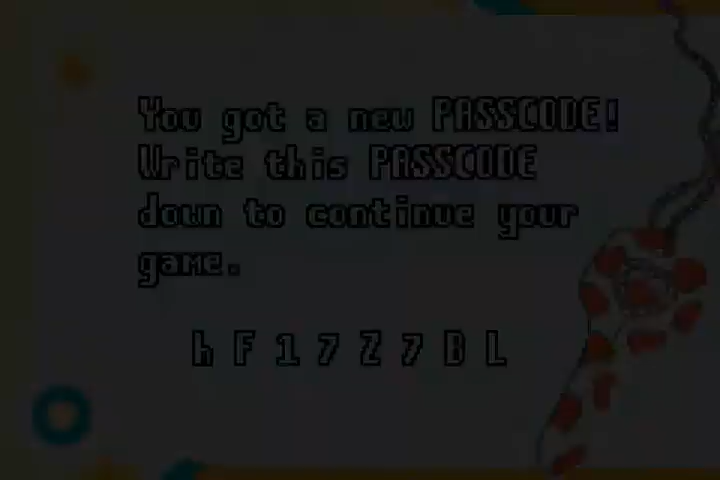 You got a new PASSCODE!
Write this PASSCODE
down to continue your
game.
h F 1 7 Z 7 B L